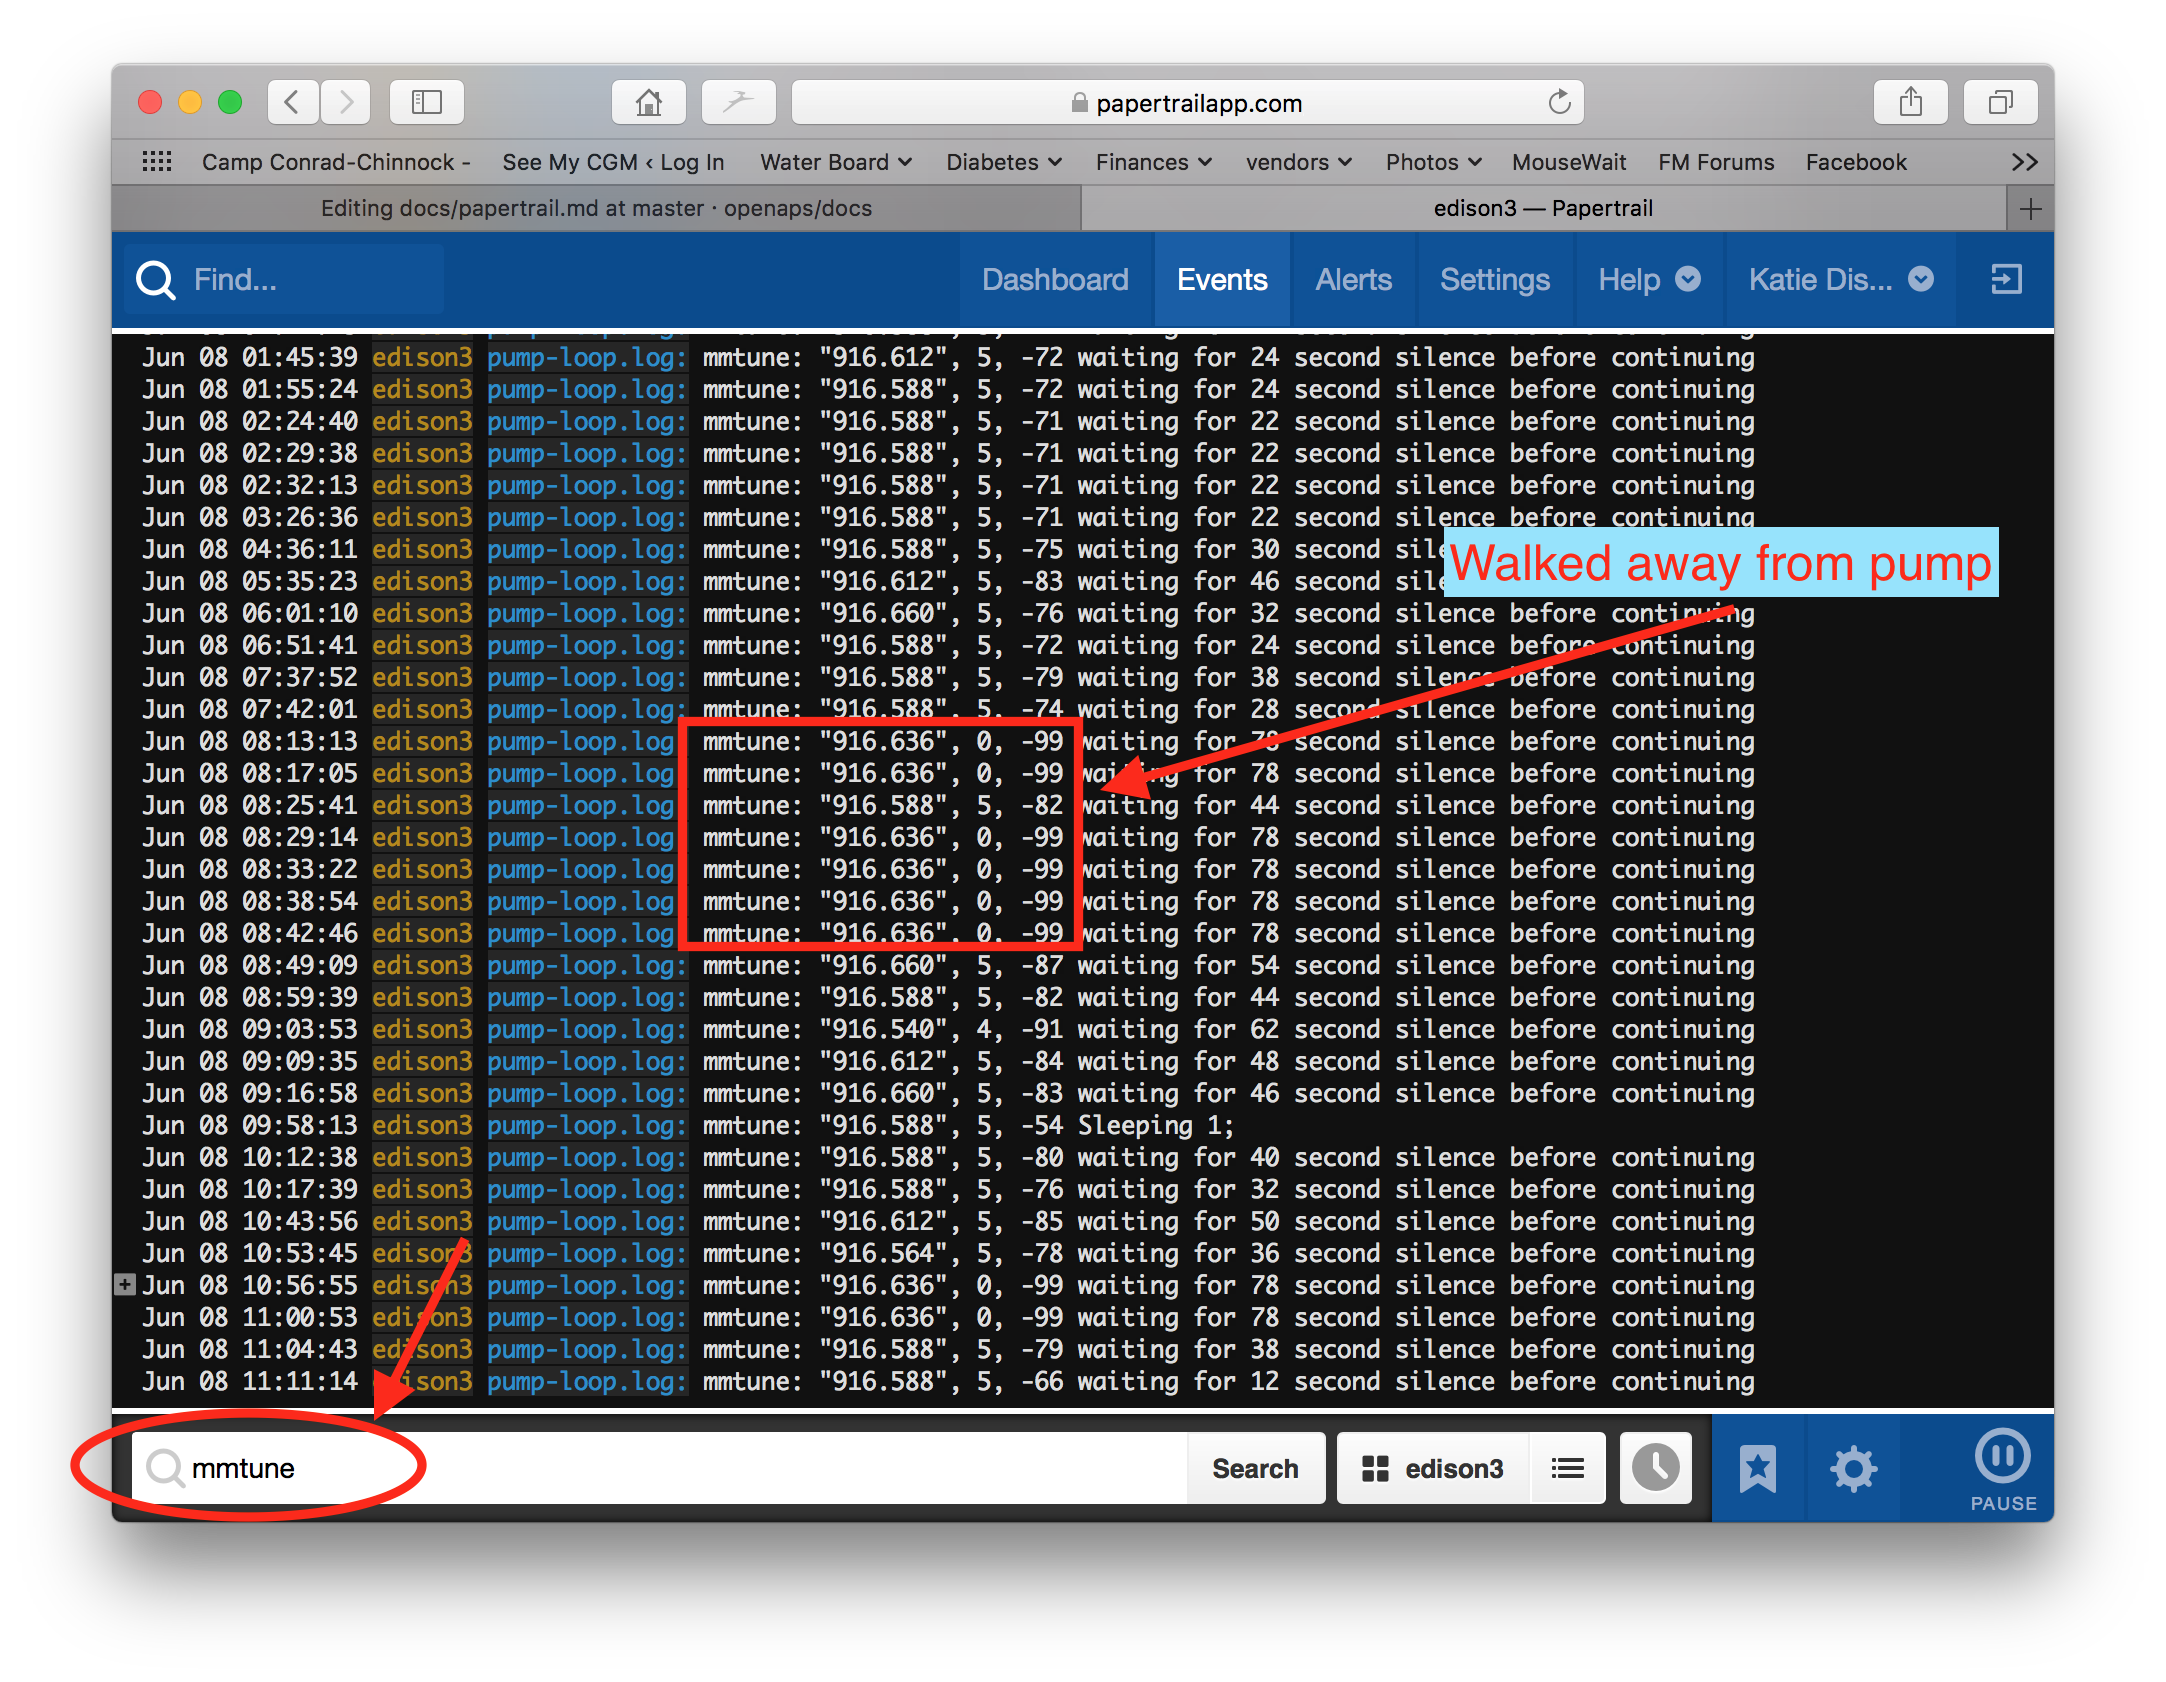 papertrailapp.com
Camp Conrad-Chinnock - See My CGM ‹ Log In Water Board Diabetes Finances vendors Photos MouseWait FM Forums Facebook
Editing docs/papertrail.md at master · openaps/docs edison3 — Papertrail
Find... Dashboard Events Alerts Settings Help Katie Dis...
Jun 08 01:45:39 edison3 pump-loop.log: mmtune: "916.612", 5, -72 waiting for 24 second silence before continuing
Jun 08 01:55:24 edison3 pump-loop.log: mmtune: "916.588", 5, -72 waiting for 24 second silence before continuing
Jun 08 02:24:40 edison3 pump-loop.log: mmtune: "916.588", 5, -71 waiting for 22 second silence before continuing
Jun 08 02:29:38 edison3 pump-loop.log: mmtune: "916.588", 5, -71 waiting for 22 second silence before continuing
Jun 08 02:32:13 edison3 pump-loop.log: mmtune: "916.588", 5, -71 waiting for 22 second silence before continuing
Jun 08 03:26:36 edison3 pump-loop.log: mmtune: "916.588", 5, -71 waiting for 22 second silence before continuing
Jun 08 04:36:11 edison3 pump-loop.log: mmtune: "916.588", 5, -75 waiting for 30 second
Walked away from pump
Jun 08 05:35:23 edison3 pump-loop.log: mmtune: "916.612", 5, -83 waiting for 46 second
Jun 08 06:01:10 edison3 pump-loop.log: mmtune: "916.660", 5, -76 waiting for 32 second silence before continuing
Jun 08 06:51:41 edison3 pump-loop.log: mmtune: "916.588", 5, -72 waiting for 24 second silence before continuing
Jun 08 07:37:52 edison3 pump-loop.log: mmtune: "916.588", 5, -79 waiting for 38 second silence before continuing
Jun 08 07:42:01 edison3 pump-loop.log: mmtune: "916.588", 5, -74 waiting for 28 second silence before continuing
Jun 08 08:13:13 edison3 pump-loop.log mmtune: "916.636", 0, -99 waiting for 78 second silence before continuing
Jun 08 08:17:05 edison3 pump-loop.log mmtune: "916.636", 0, -99 waiting for 78 second silence before continuing
Jun 08 08:25:41 edison3 pump-loop.log mmtune: "916.588", 5, -82 waiting for 44 second silence before continuing
Jun 08 08:29:14 edison3 pump-loop.log mmtune: "916.636", 0, -99 waiting for 78 second silence before continuing
Jun 08 08:33:22 edison3 pump-loop.log mmtune: "916.636", 0, -99 waiting for 78 second silence before continuing
Jun 08 08:38:54 edison3 pump-loop.log mmtune: "916.636", 0, -99 waiting for 78 second silence before continuing
Jun 08 08:42:46 edison3 pump-loop.log mmtune: "916.636", 0, -99 waiting for 78 second silence before continuing
Jun 08 08:49:09 edison3 pump-loop.log: mmtune: "916.660", 5, -87 waiting for 54 second silence before continuing
Jun 08 08:59:39 edison3 pump-loop.log: mmtune: "916.588", 5, -82 waiting for 44 second silence before continuing
Jun 08 09:03:53 edison3 pump-loop.log: mmtune: "916.540", 4, -91 waiting for 62 second silence before continuing
Jun 08 09:09:35 edison3 pump-loop.log: mmtune: "916.612", 5, -84 waiting for 48 second silence before continuing
Jun 08 09:16:58 edison3 pump-loop.log: mmtune: "916.660", 5, -83 waiting for 46 second silence before continuing
Jun 08 09:58:13 edison3 pump-loop.log: mmtune: "916.588", 5, -54 Sleeping 1;
Jun 08 10:12:38 edison3 pump-loop.log: mmtune: "916.588", 5, -80 waiting for 40 second silence before continuing
Jun 08 10:17:39 edison3 pump-loop.log: mmtune: "916.588", 5, -76 waiting for 32 second silence before continuing
Jun 08 10:43:56 edison3 pump-loop.log: mmtune: "916.612", 5, -85 waiting for 50 second silence before continuing
Jun 08 10:53:45 edison3 pump-loop.log: mmtune: "916.564", 5, -78 waiting for 36 second silence before continuing
Jun 08 10:56:55 edison3 pump-loop.log: mmtune: "916.636", 0, -99 waiting for 78 second silence before continuing
Jun 08 11:00:53 edison3 pump-loop.log: mmtune: "916.636", 0, -99 waiting for 78 second silence before continuing
Jun 08 11:04:43 edison3 pump-loop.log: mmtune: "916.588", 5, -79 waiting for 38 second silence before continuing
Jun 08 11:11:14 edison3 pump-loop.log: mmtune: "916.588", 5, -66 waiting for 12 second silence before continuing
mmtune Search edison3
PAUSE